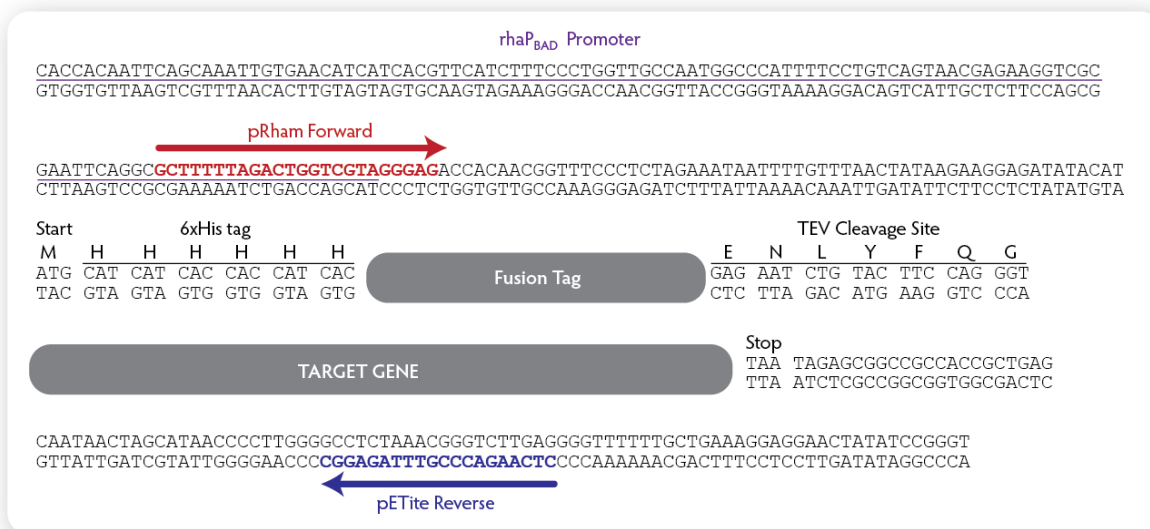 rhaPBAD Promoter
CACCACAATTCAGCAAATTGTGAACATCATCACGTTCATCTTTCCCTGGTTGCCAATGGCCCATTTTCCTGTCAGTAACGAGAAGGTCGC
GTGGTGTTAAGTCGTTTAACACTTGTAGTAGTGCAAGTAGAAAGGGACCAACGGTTACCGGGTAAAAGGACAGTCATTGCTCTTCCAGCG
pRham Forward
GAATTCAGGCGCTTTTTAGACTGGTCGTAGGGAGACCACAACGGTTTCCCTCTAGAAATAATTTTGTTTAACTATAAGAAGGAGATATACAT
CTTAAGTCCGCGAAAAATCTGACCAGCATCCCTCTGGTGTTGCCAAAGGGAGATCTTTATTAAAACAAATTGATATTCTTCCTCTATATGTA
Start 6xHis tag TEV Cleavage Site
M H H H H H H E N L Y F Q G
ATG CAT CAT CAC CAC CAT CAC Fusion Tag GAG AAT CTG TAC TTC CAG GGT
TAC GTA GTA GTG GTG GTA GTG CTC TTA GAC ATG AAG GTC CCA
Stop
TARGET GENE TAA TAGAGCGGCCGCCACCGCTGAG
TTA ATCTCGCCGGCGGTGGCGACTC
CAATAACTAGCATAACCCCTTGGGGCCTCTAAACGGGTCTTGAGGGGTTTTTTGCTGAAAGGAGGAACTATATCCGGGT
GTTATTGATCGTATTGGGGAACCCCGGAGATTTGCCCAGAACTCCCCAAAAAACGACTTTCCTCCTTGATATAGGCCCA
pETite Reverse